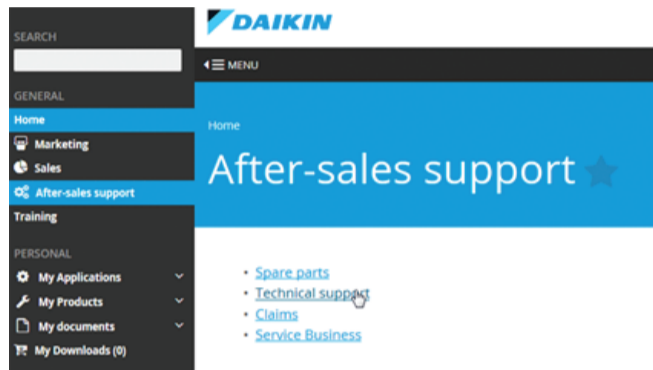 SEARCH
GENERAL
Home
Marketing
Sales
After-sales support
Training
PERSONAL
My Applications
My Products
My documents
My Downloads (0)
DAIKIN
MENU
Home
After-sales support
Spare parts
Technical support
Claims
Service Business